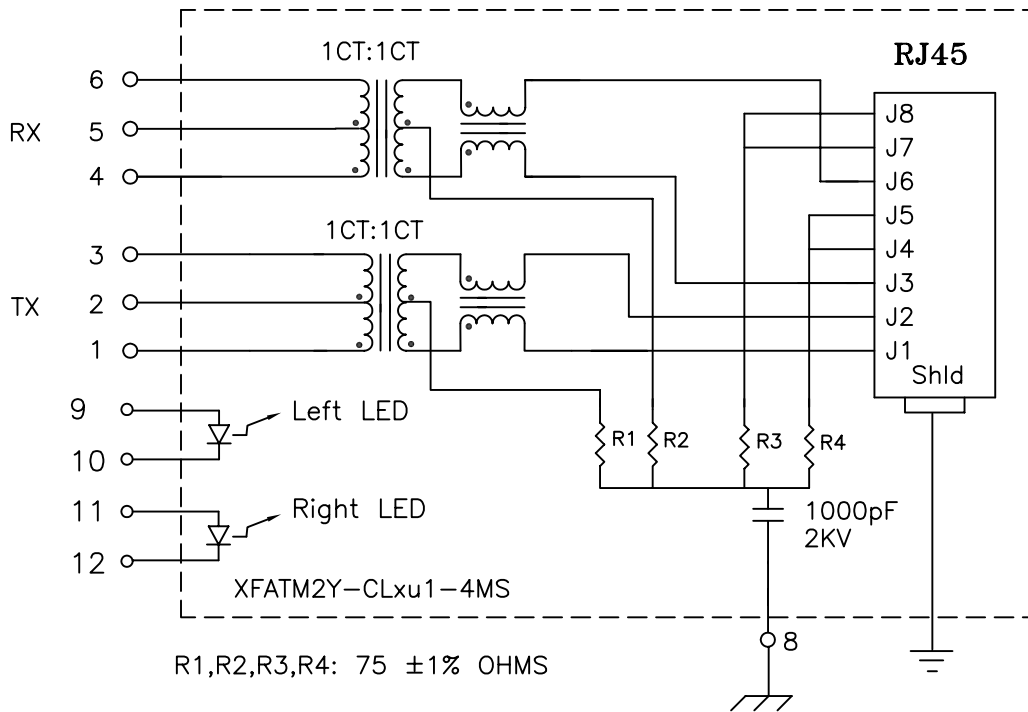 1CT:1CT
RJ45
6
RX
5
4
J8
J7
J6
J5
J4
J3
J2
J1
Shld
1CT:1CT
3
TX
2
1
9
Left LED
10
R1
R2
R3
R4
11
Right LED
12
1000pF
2KV
XFATM2Y-CLxu1-4MS
8
R1,R2,R3,R4: 75 ±1% OHMS